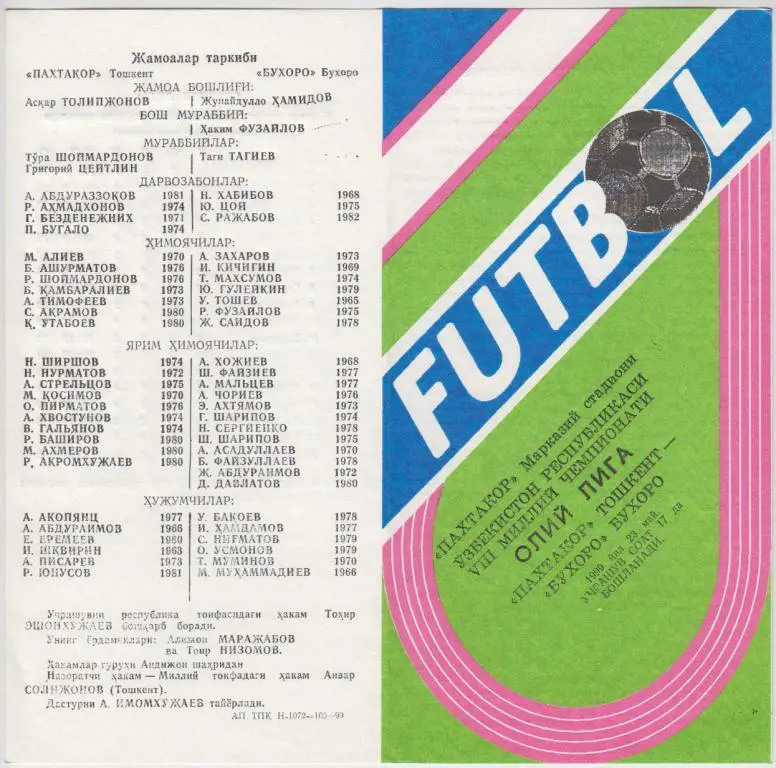 Жамоалар таркиби
«ПАХТАКОР» Тошкент «БУХОРО» Бухоро
ЖАМОА БОШЛИҒИ:
Асқар ТОЛИПЖОНОВ Жунайдулло ҲАМИДОВ
БОШ МУРАББИЙ:
Ҳаким ФУЗАЙЛОВ
МУРАББИЙЛАР:
Тўра ШОЙМАРДОНОВ Таги ТАГИЕВ
Григорий ЦЕЙТЛИН
ДАРВОЗАБОНЛАР:
А. АБДУРАЗЗОҚОВ 1981 Н. ХАБИБОВ 1968
Р. АҲМАДХОНОВ 1974 Ю. ЦОЙ 1975
Г. БЕЗДЕНЕЖНИХ 1971 С. РАЖАБОВ 1982
П. БУГАЛО 1974
ҲИМОЯЧИЛАР:
М. АЛИЕВ 1970 А. ЗАХАРОВ 1973
Б. АШУРМАТОВ 1976 И. КИЧИГИН 1969
Р. ШОЙМАРДОНОВ 1976 Т. МАХСУМОВ 1974
Б. ҚАМБАРАЛИЕВ 1973 Ю. ГУЛЕЙКИН 1979
А. ТИМОФЕЕВ 1973 У. ТОШЕВ 1965
С. АКРАМОВ 1980 Р. ФУЗАЙЛОВ 1975
Қ. УТАБОЕВ 1980 Ж. САИДОВ 1978
ЯРИМ ҲИМОЯЧИЛАР:
Н. ШИРШОВ 1974 А. ХОЖИЕВ 1968
Н. НУРМАТОВ 1972 Ш. ФАЙЗИЕВ 1977
А. СТРЕЛЬЦОВ 1975 А. МАЛЬЦЕВ 1977
М. ҚОСИМОВ 1970 А. ЧОРИЕВ 1976
О. ПИРМАТОВ 1976 Э. АХТЯМОВ 1973
А. ХВОСТУНОВ 1974 Г. ШАРИПОВ 1974
В. ГАЛЬЯНОВ 1974 Н. СЕРГИЕНКО 1978
Р. БАШИРОВ 1980 Ш. ШАРИПОВ 1975
М. АХМЕРОВ 1980 А. АСАДУЛЛАЕВ 1970
Р. АКРОМХЎЖАЕВ 1980 Б. ФАЙЗУЛЛАЕВ 1978
Ж. АБДУРАИМОВ 1972
Д. ДАВЛАТОВ 1980
ҲУЖУМЧИЛАР:
А. АКОПЯНЦ 1977 У. БАҚОЕВ 1978
А. АБДУРАИМОВ 1966 И. ҲАМДАМОВ 1977
Е. ЕРЕМЕЕВ С. НИҒМАТОВ 1979
И. ШКВИРИН 1963 О. УСМОНОВ 1979
А. ПИСАРЕВ 1973 Т. МУМИНОВ 1970
Р. ЮНУСОВ 1981 М. МУҲАММАДИЕВ 1966
Учрашувни республика тоифасидаги ҳакам Тоҳир
ЭШОНХЎЖАЕВ бошқариб боради.
Унинг ёрдамчилари: Алижон МАРАЖАБОВ
ва Тоир НИЗОМОВ.
Ҳакамлар гуруҳи Андижон шаҳридан
Назоратчи ҳакам — Миллий тоифадаги ҳакам Анвар
СОЛИЖОНОВ (Тошкент).
Дастурни А. ИМОМХЎЖАЕВ тайёрлади.
АП ТПК Н-1072—100—99
FUTBOL
«ПАХТАКОР» Марказий стадиони
ЎЗБЕКИСТОН РЕСПУБЛИКАСИ
VIII МИЛЛИЙ ЧЕМПИОНАТИ
ОЛИЙ ЛИГА
«ПАХТАКОР» ТОШКЕНТ—
«БУХОРО» БУХОРО
1999 йил 23 май.
УЧРАШУВ СОАТ 17 да
БОШЛАНАДИ.